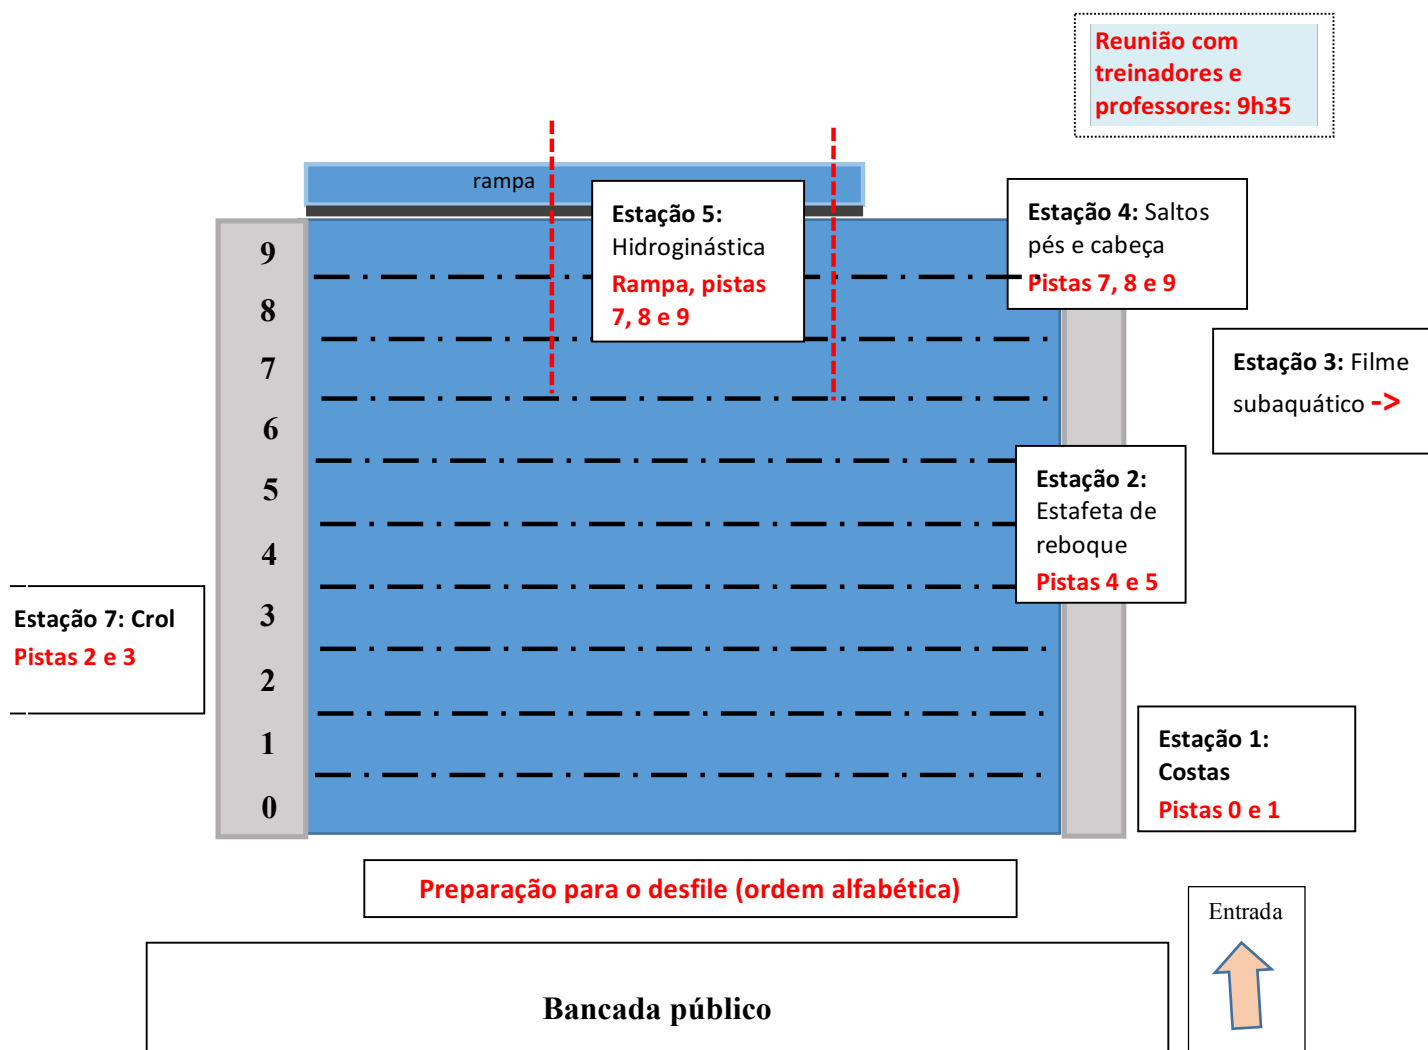 Reunião com
treinadores e
professores: 9h35
rampa
Estação 5:
Hidroginástica
Rampa, pistas
7, 8 e 9
Estação 4: Saltos
pés e cabeça
Pistas 7, 8 e 9
Estação 3: Filme
subaquático ->
9
8
7
6
5
4
3
2
1
0
Estação 2:
Estafeta de
reboque
Pistas 4 e 5
Estação 7: Crol
Pistas 2 e 3
Estação 1:
Costas
Pistas 0 e 1
Preparação para o desfile (ordem alfabética)
Entrada
Bancada público